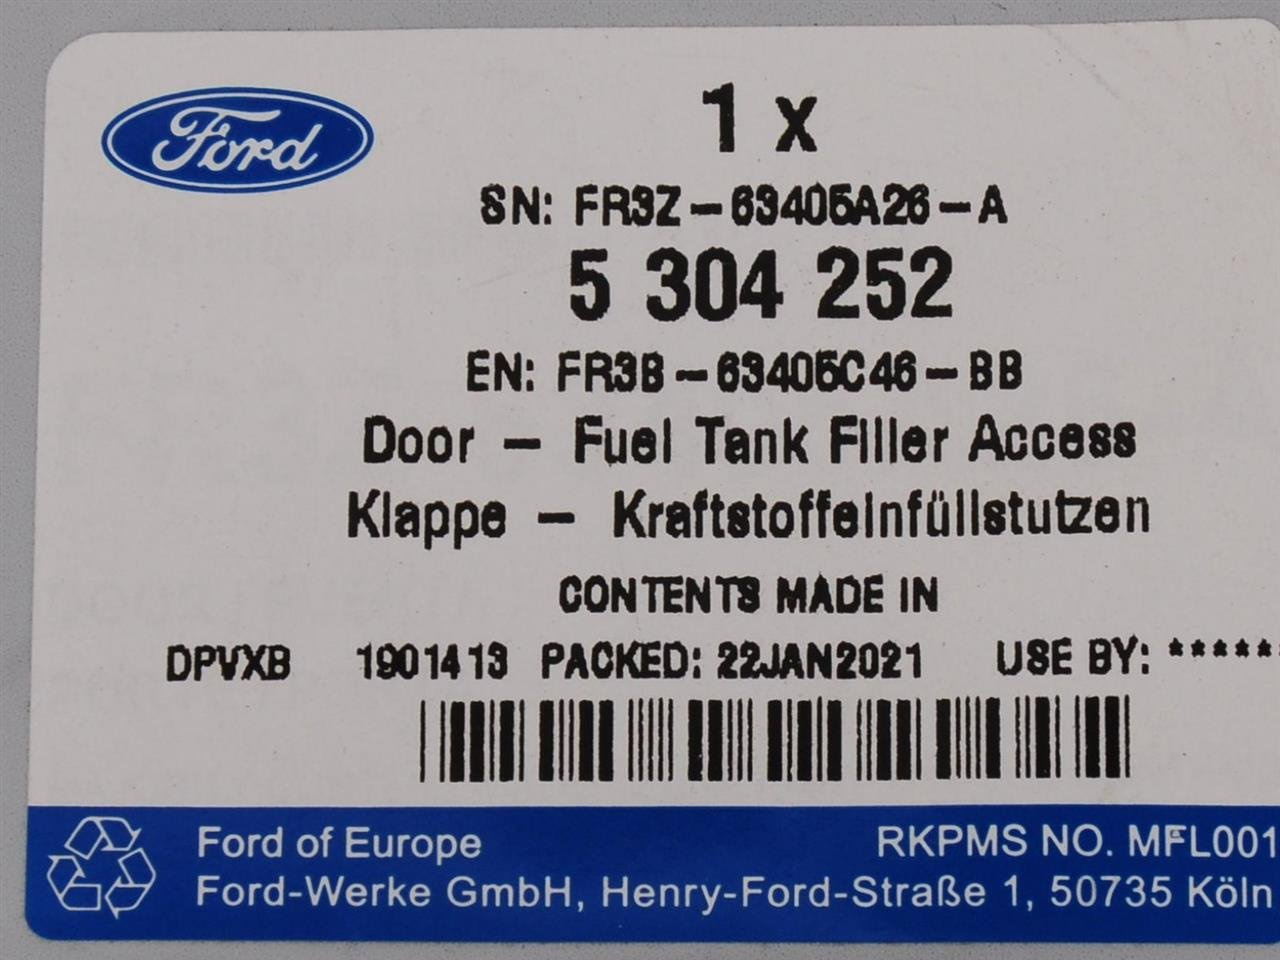 Ford
1 x
SN: FR3Z-63405A26-A
5 304 252
EN: FR3B-63405C46-BB
Door - Fuel Tank Filler Access
Klappe - Kraftstoffeinfüllstutzen
CONTENTS MADE IN
DPVXB 1901413 PACKED: 22JAN2021 USE BY: ******
Ford of Europe RKPMS NO. MFL001
Ford-Werke GmbH, Henry-Ford-Straße 1, 50735 Köln